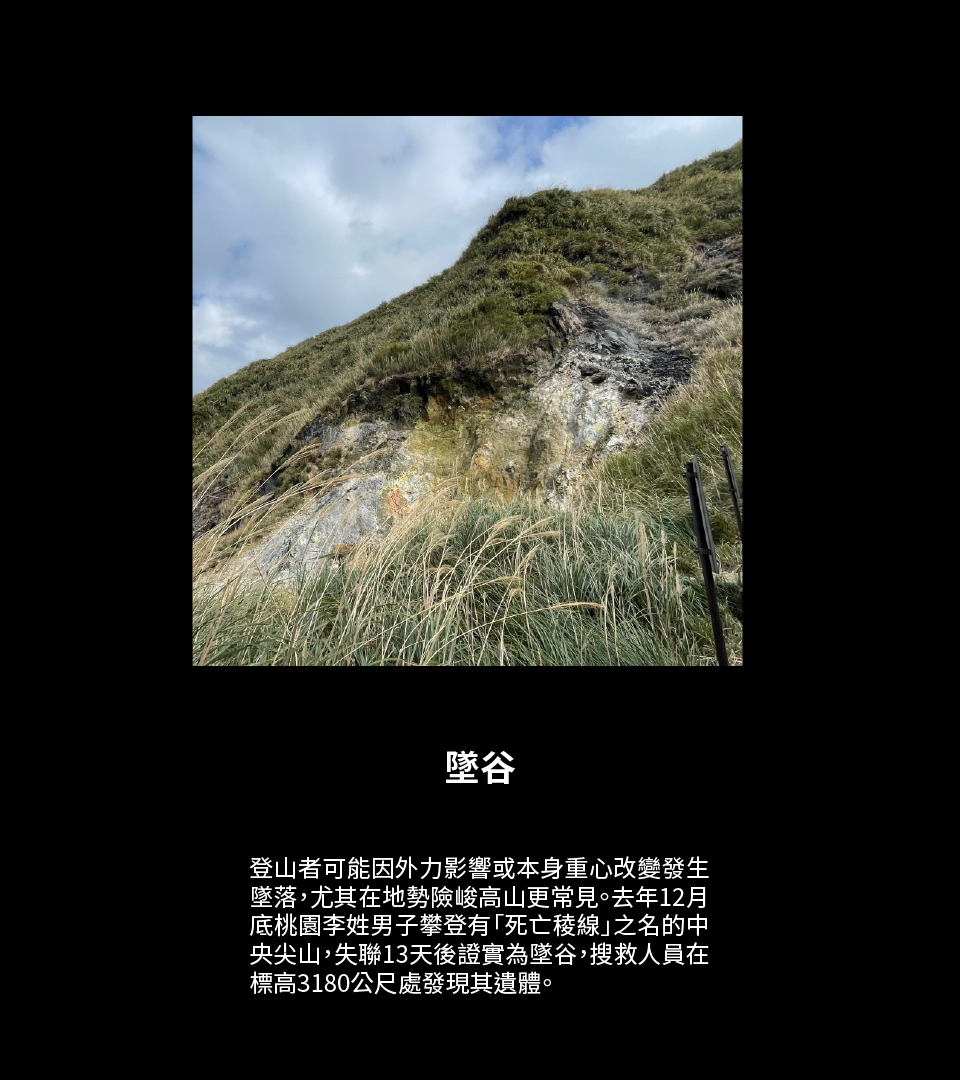 墜谷
登山者可能因外力影響或本身重心改變發生
墜落，尤其在地勢險峻高山更常見。去年12月
底桃園李姓男子攀登有「死亡稜線」之名的中
央尖山，失聯13天後證實為墜谷，搜救人員在
標高3180公尺處發現其遺體。